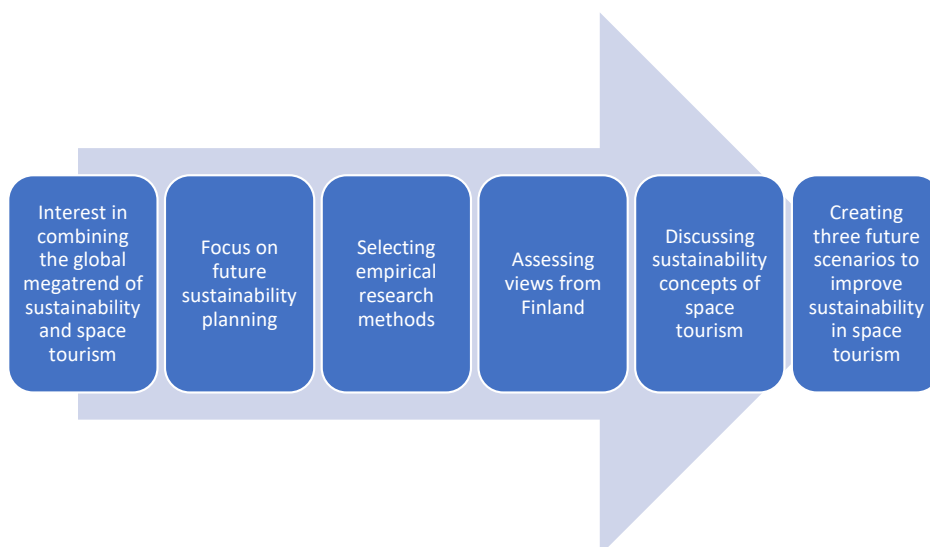 Interest in
combining
the global
megatrend of
sustainability
and space
tourism
Focus on
future
sustainability
planning
Selecting
empirical
research
methods
Assessing
views from
Finland
Discussing
sustainability
concepts of
space
tourism
Creating
three future
scenarios to
improve
sustainability
in space
tourism